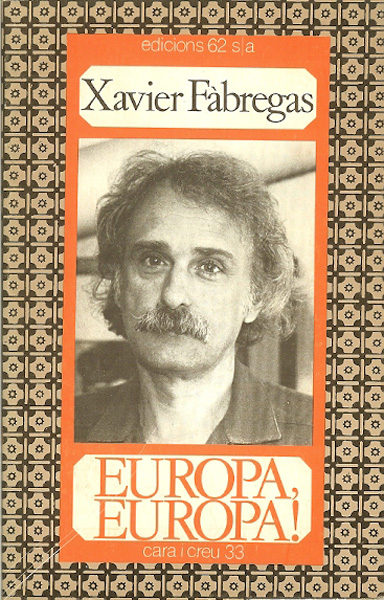 edicions 62 s|a
Xavier Fàbregas
EUROPA,
EUROPA!
cara i creu 33